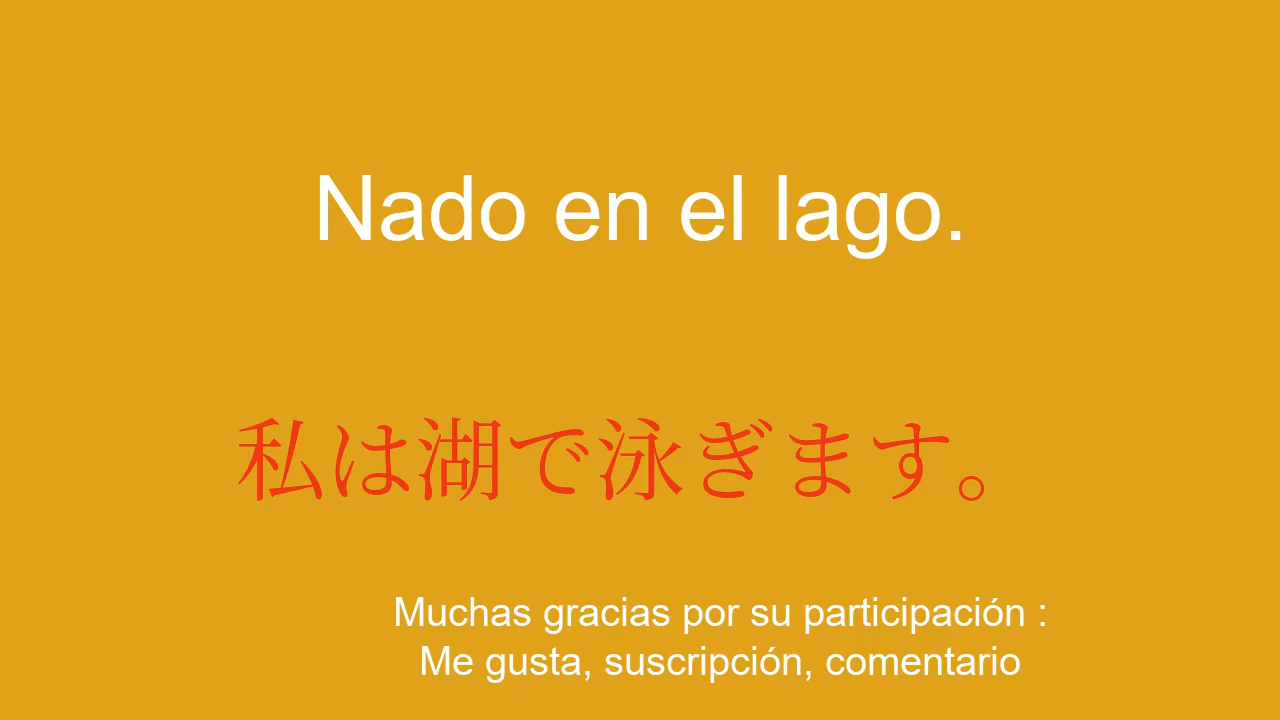 Nado en el lago.
私は湖で泳ぎます。
Muchas gracias por su participación :
Me gusta, suscripción, comentario